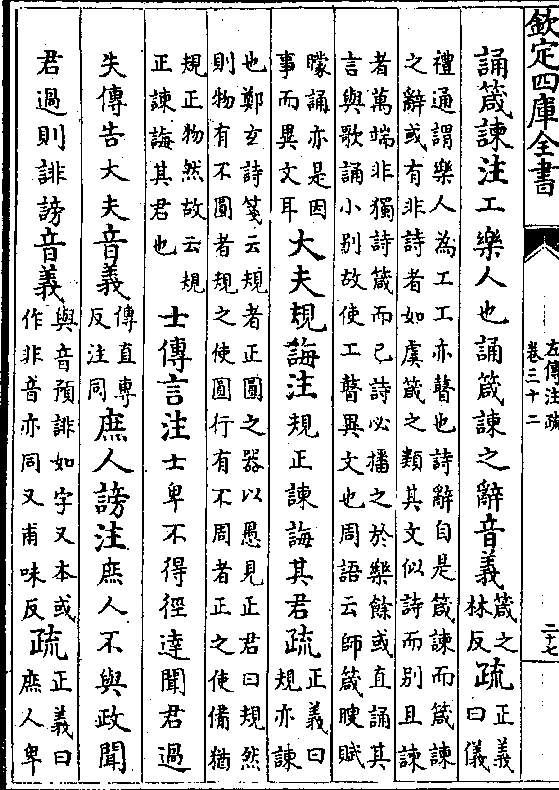 欽定四庫全書
左傳注疏
卷三十二
二十七
誦箴諫注工樂人也誦箴諫之辭音義箴之林反疏正義曰儀
禮通謂樂人為工工亦瞽也詩辭自是箴諫而箴諫
之辭或有非詩者如虞箴之類其文似詩而別且諫
者萬端非獨詩箴而已詩必播之於樂餘或直誦其
言與歌誦小别故使工瞽異文也周語云師箴瞍賦
矇誦亦是因事而異文耳大夫規誨注規正諫誨其君疏正義曰規亦諫
也鄭玄詩箋云規者正圓之器以愚見正君曰規然
則物有不圓者規之使圓行有不周者正之使備猶
規正物然故云規正諫誨其君也士傳言注士卑不得徑達聞君過
失傳告大夫音義傳直專反注同庶人謗注庶人不與政聞
君過則誹謗音義與音預誹如字又本或作非音亦同又甫味反疏正義曰庶人卑